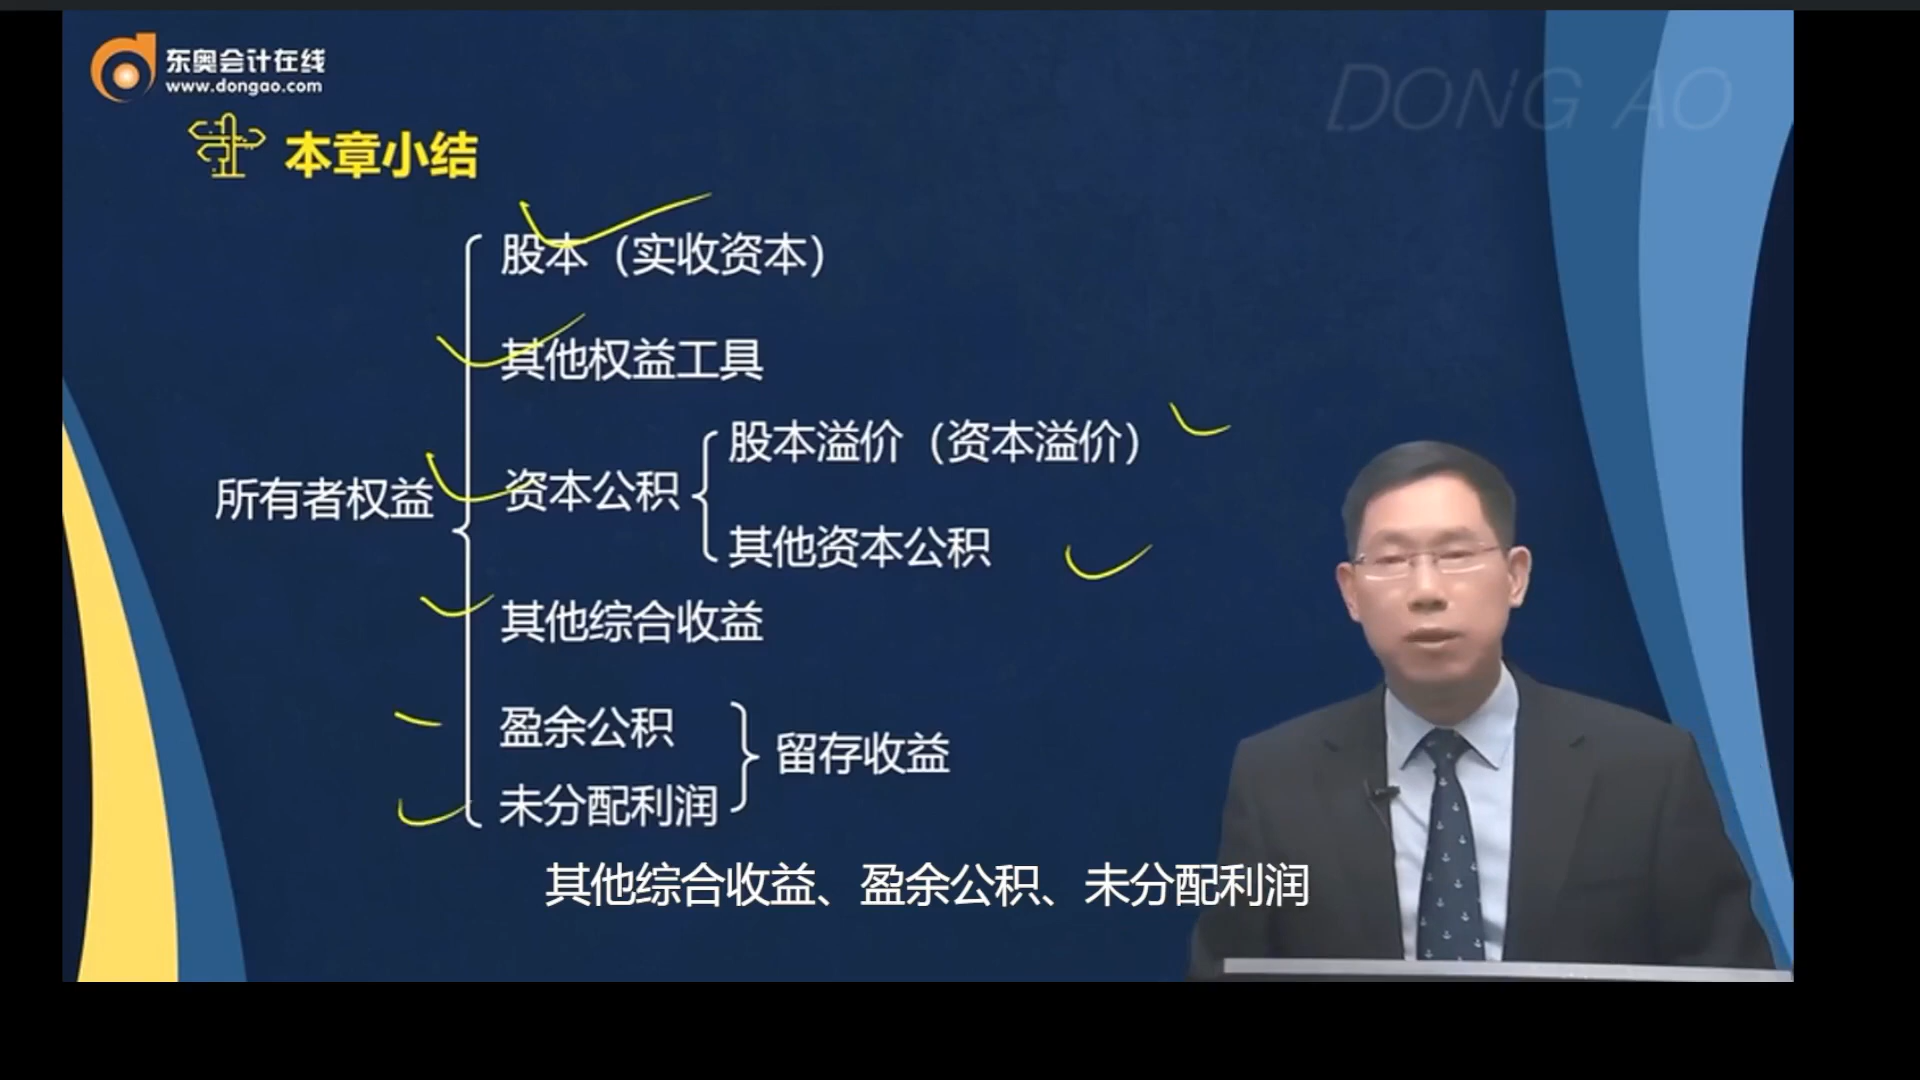 东奥会计在线
www.dongao.com
DONG AO
本章小结
股本（实收资本）
其他权益工具
股本溢价（资本溢价）
所有者权益
资本公积
其他资本公积
其他综合收益
盈余公积
留存收益
未分配利润
其他综合收益、盈余公积、未分配利润